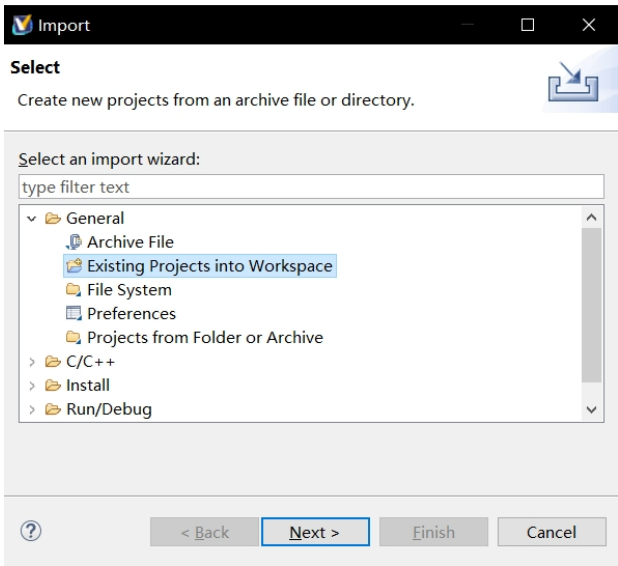 Import
Select
Create new projects from an archive file or directory.
Select an import wizard:
type filter text
General
Archive File
Existing Projects into Workspace
File System
Preferences
Projects from Folder or Archive
C/C++
Install
Run/Debug
? < Back Next > Finish Cancel